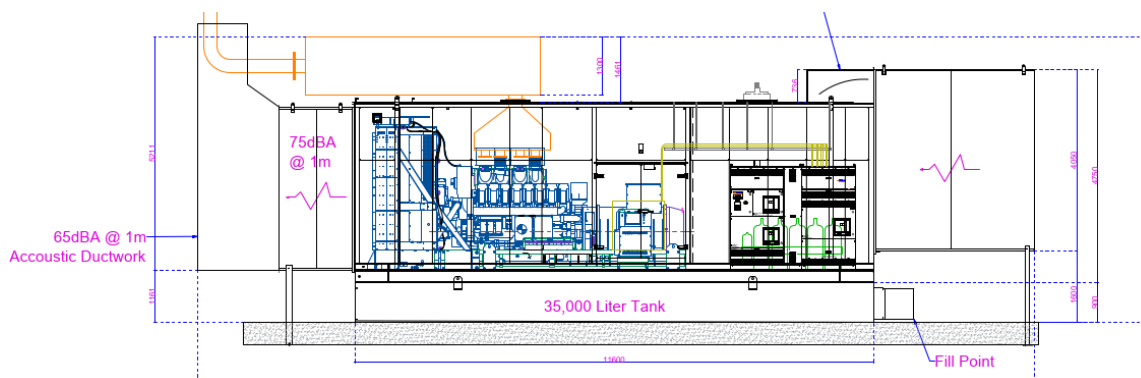 1300
1461
736
75dBA
@ 1m
5211
4050
4750
65dBA @ 1m
Accoustic Ductwork
1161
35,000 Liter Tank
1600
900
11600
Fill Point